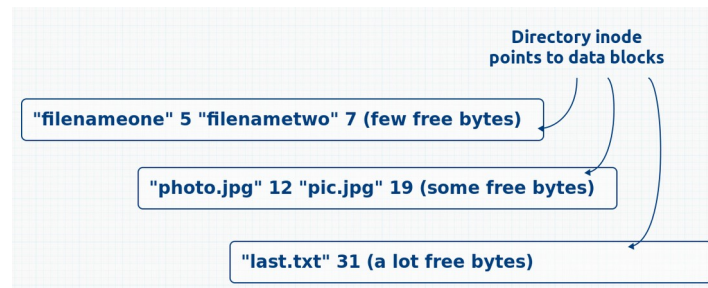 Directory inode
points to data blocks
"filenameone" 5 "filenametwo" 7 (few free bytes)
"photo.jpg" 12 "pic.jpg" 19 (some free bytes)
"last.txt" 31 (a lot free bytes)